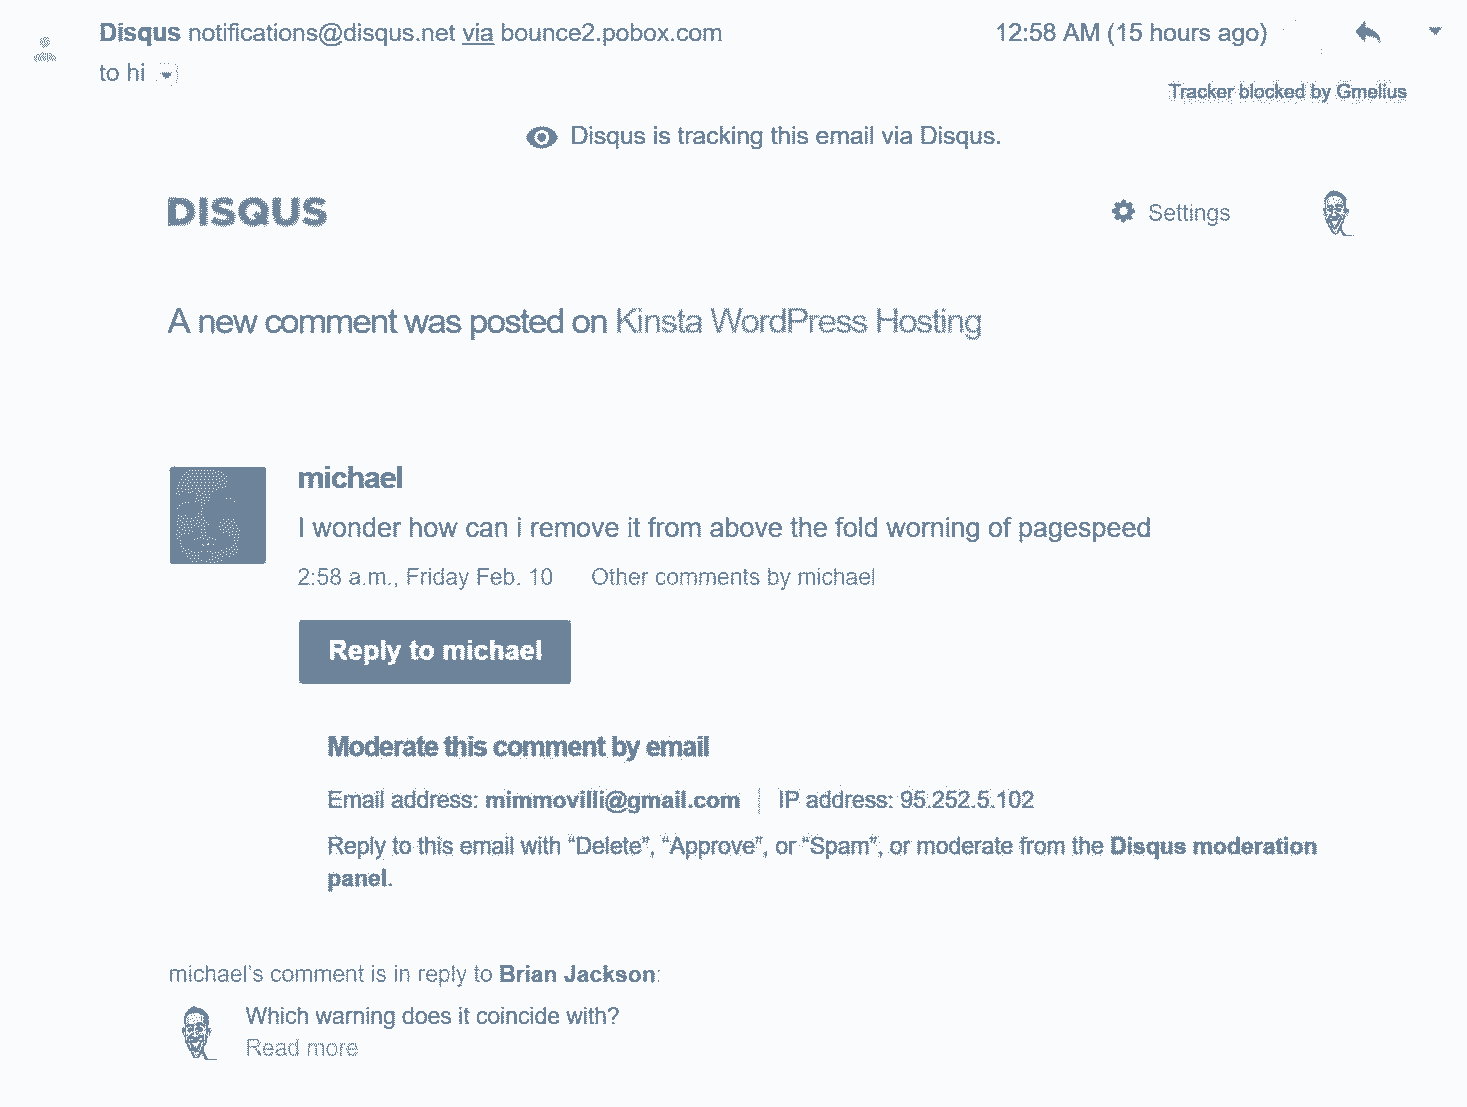 Disqus notifications@disqus.net via bounce2.pobox.com
12:58 AM (15 hours ago)
to hi
Tracker blocked by Gmelius
Disqus is tracking this email via Disqus.
DISQUS
Settings
A new comment was posted on Kinsta WordPress Hosting
michael
I wonder how can i remove it from above the fold worning of pagespeed
2:58 a.m., Friday Feb. 10 Other comments by michael
Reply to michael
Moderate this comment by email
Email address: mimmovilli@gmail.com | IP address: 95.252.5.102
Reply to this email with “Delete”, “Approve”, or “Spam”, or moderate from the Disqus moderation
panel.
michael’s comment is in reply to Brian Jackson:
Which warning does it coincide with?
Read more